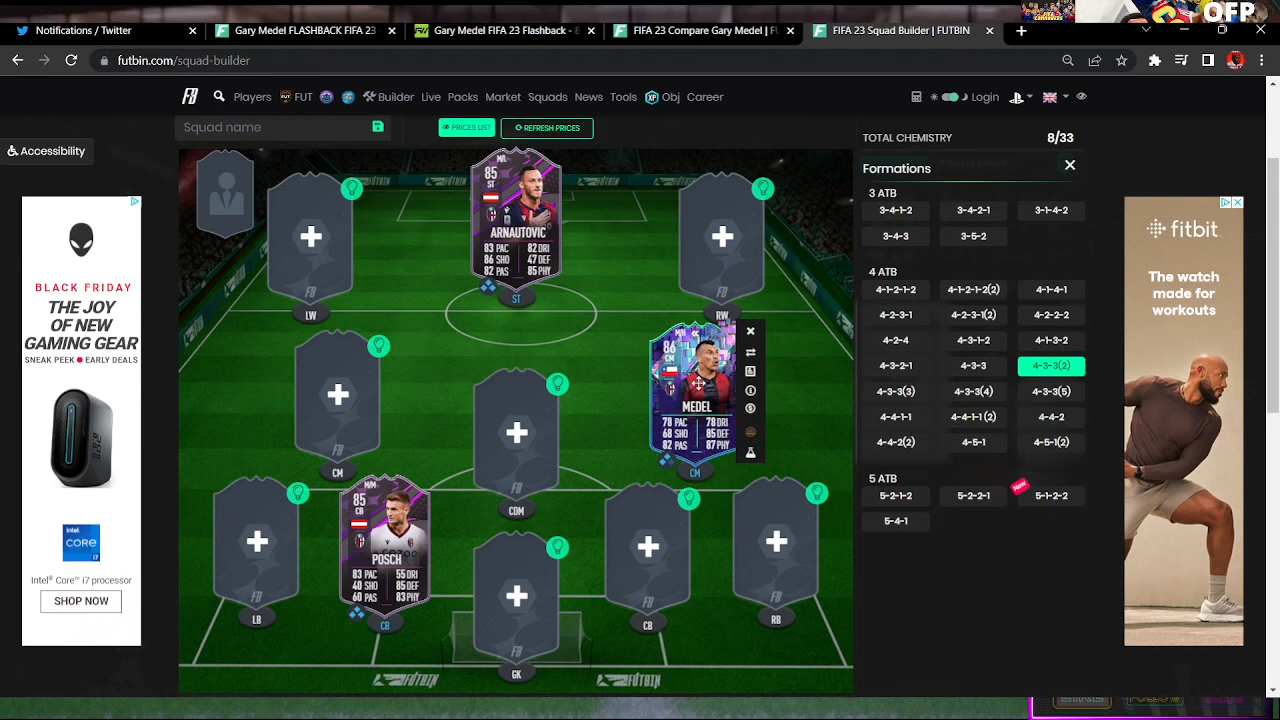 OFP
Notifications / Twitter
Gary Medel FLASHBACK FIFA 23
Gary Medel FIFA 23 Flashback - 8
FIFA 23 Compare Gary Medel | FU
FIFA 23 Squad Builder | FUTBIN
futbin.com/squad-builder
Players
FUT
Builder
Live
Packs
Market
Squads
News
Tools
XP
Obj
Career
Login
Squad name
PRICES LIST
REFRESH PRICES
Accessibility
TOTAL CHEMISTRY 8/33
Formations
3 ATB
3-4-1-2 3-4-2-1 3-1-4-2
3-4-3 3-5-2
4 ATB
4-1-2-1-2 4-1-2-1-2(2) 4-1-4-1
4-2-3-1 4-2-3-1(2) 4-2-2-2
4-2-4 4-3-1-2 4-1-3-2
4-3-2-1 4-3-3 4-3-3(2)
4-3-3(3) 4-3-3(4) 4-3-3(5)
4-4-1-1 4-4-1-1(2) 4-4-2
4-4-2(2) 4-5-1 4-5-1(2)
5 ATB
New
5-2-1-2 5-2-2-1 5-1-2-2
5-4-1
M/L
85
ST
ARNAUTOVIC
83 PAC 82 DRI
86 SHO 47 DEF
82 PAS 85 PHY
ST
LW
RW
86
CM
MEDEL
78 PAC 78 DRI
68 SHO 85 DEF
82 PAS 87 PHY
CM
CM
CDM
M/M
85
CB
POSCH
83 PAC 55 DRI
40 SHO 85 DEF
60 PAS 83 PHY
CB
LB
CB
RB
GK
FUTBIN
FUTBIN
BLACK FRIDAY
THE JOY
OF NEW
GAMING GEAR
SNEAK PEEK ● EARLY DEALS
intel
CORE
i7
Intel® Core™ i7 processor
SHOP NOW
fitbit
The watch
made for
workouts